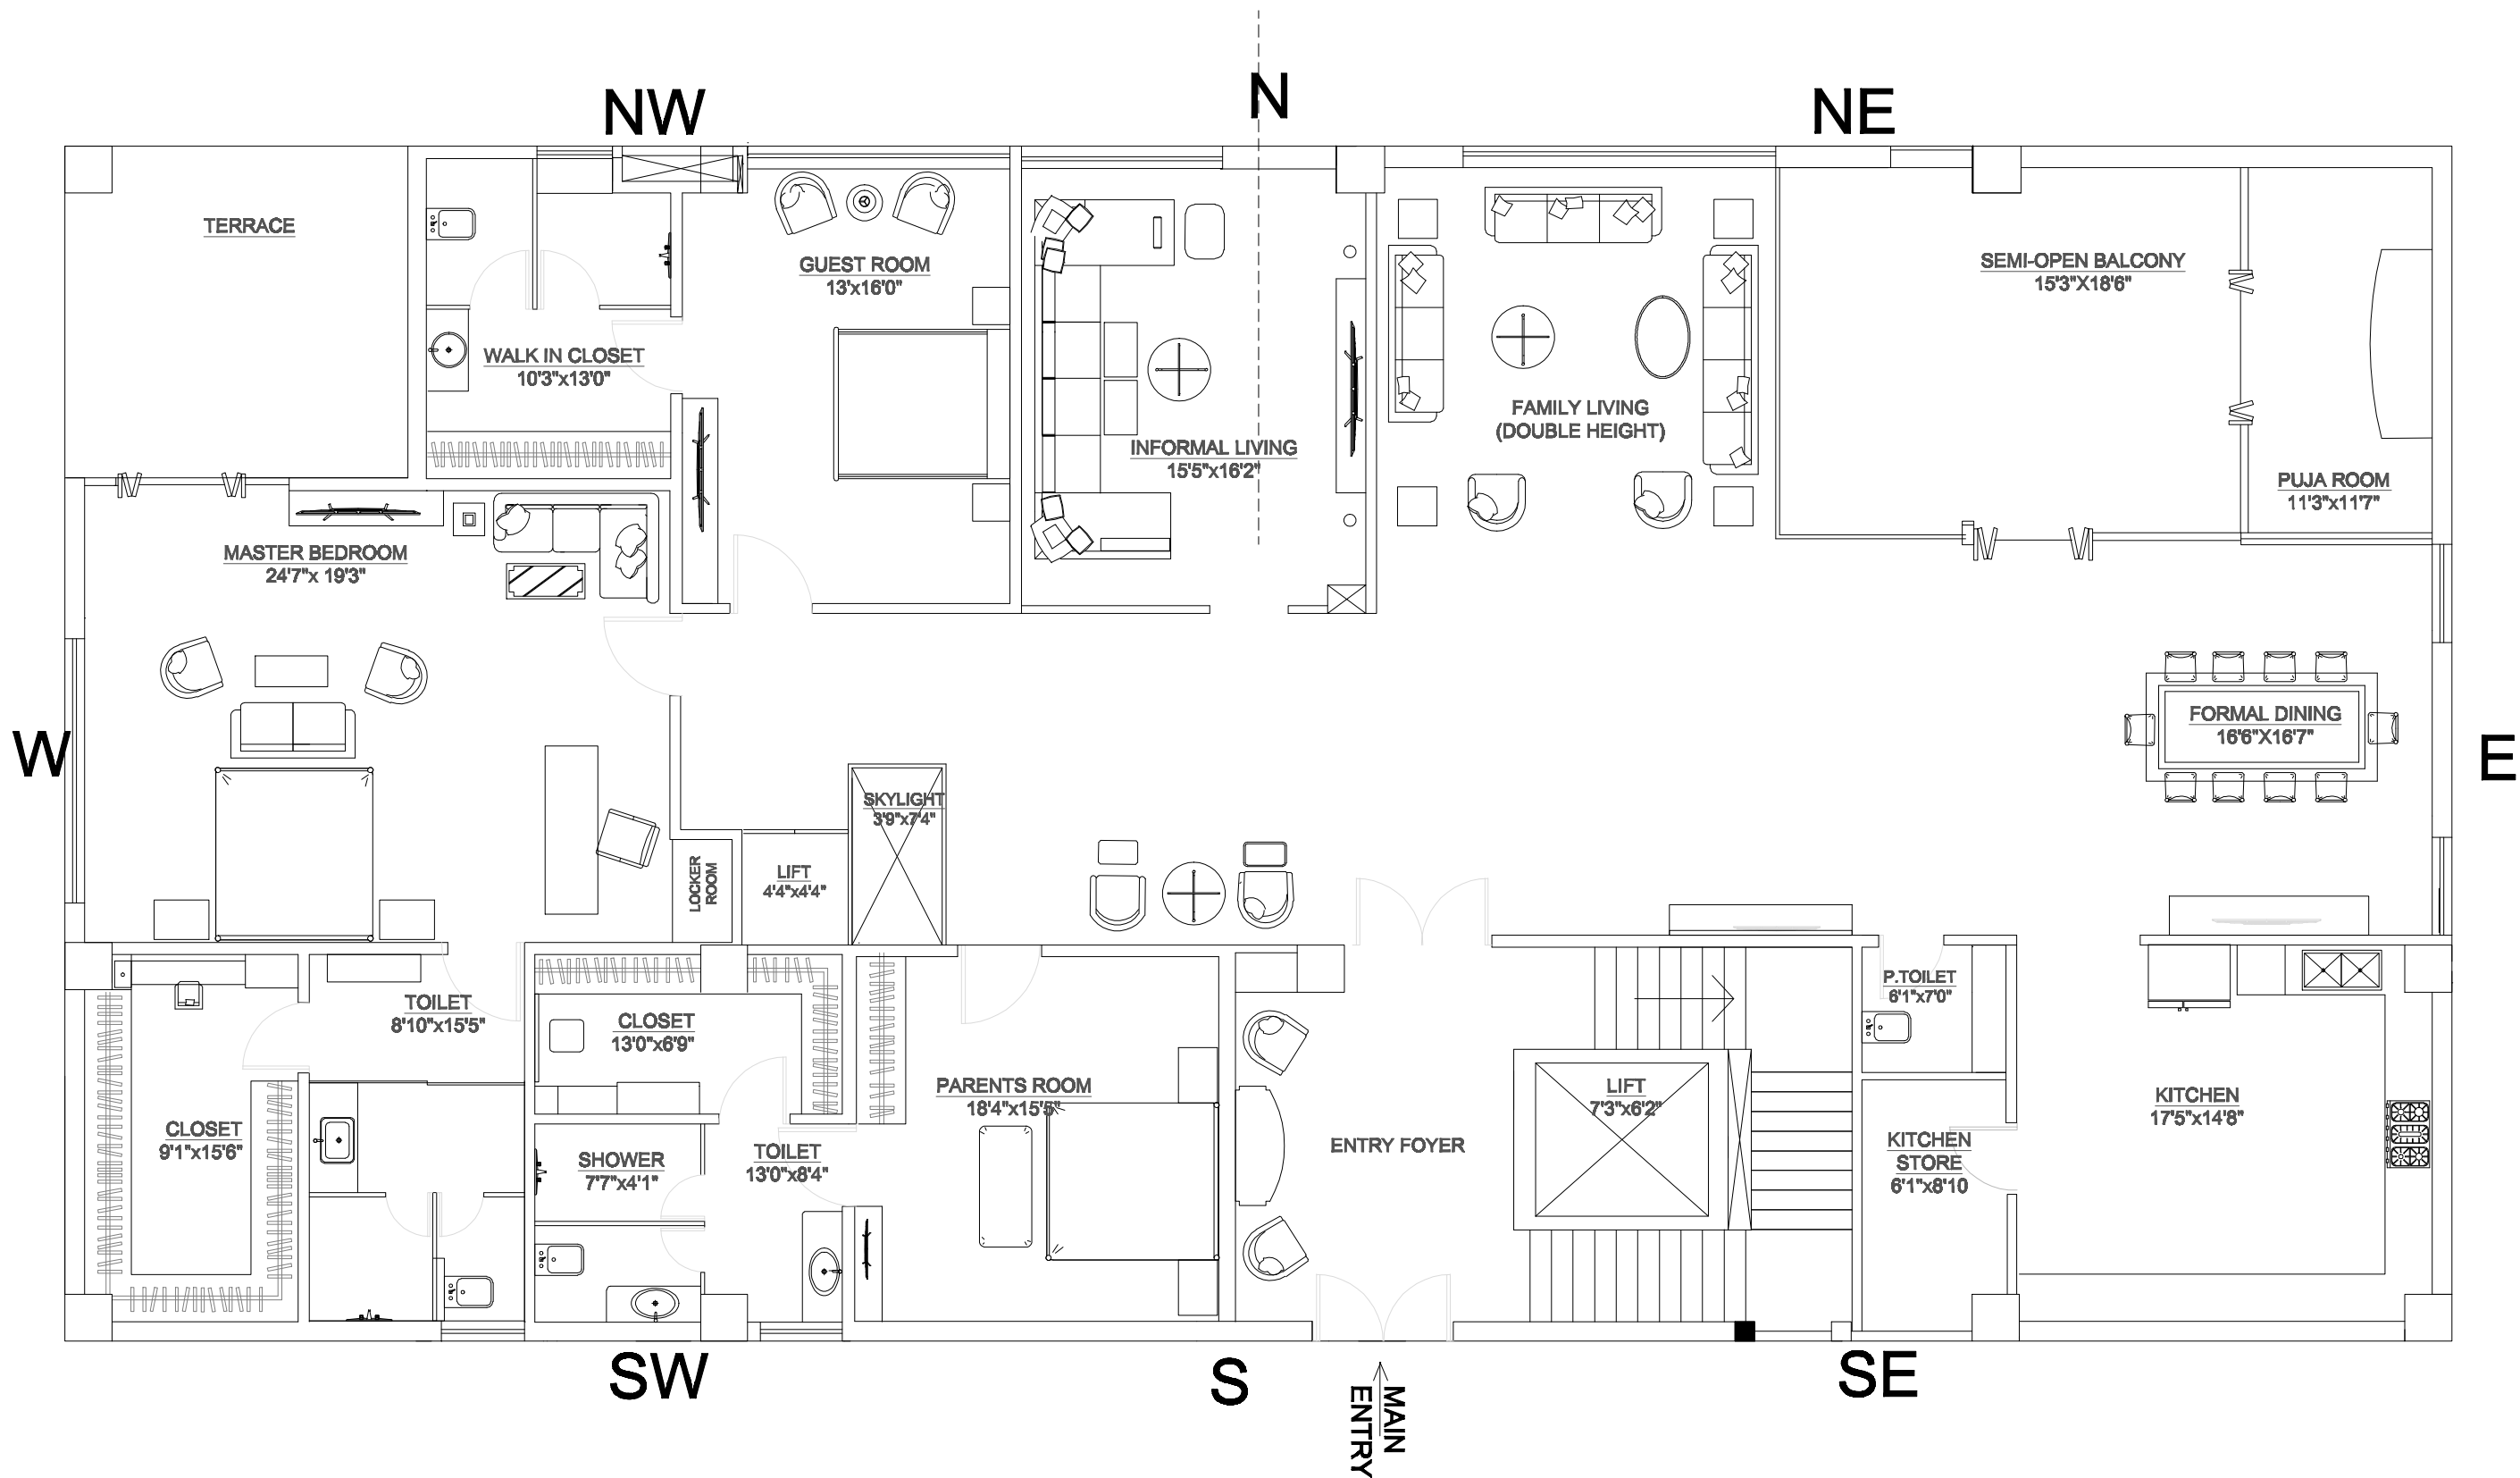 N
NW
NE
TERRACE
GUEST ROOM
13'x16'0"
SEMI-OPEN BALCONY
15'3"X18'6"
WALK IN CLOSET
10'3"x13'0"
FAMILY LIVING
(DOUBLE HEIGHT)
INFORMAL LIVING
15'5"x16'2"
PUJA ROOM
11'3"x11'7"
MASTER BEDROOM
24'7"x 19'3"
FORMAL DINING
16'6"X16'7"
W
E
SKYLIGHT
3'9"x7'4"
LIFT
4'4"x4'4"
LOCKER
ROOM
P.TOILET
6'1"x7'0"
TOILET
8'10"x15'5"
CLOSET
13'0"x6'9"
PARENTS ROOM
18'4"x15'5"
LIFT
7'3"x6'2"
KITCHEN
17'5"x14'8"
CLOSET
9'1"x15'6"
SHOWER
7'7"x4'1"
TOILET
13'0"x8'4"
ENTRY FOYER
KITCHEN
STORE
6'1"x8'10
SW
S
SE
MAIN
ENTRY